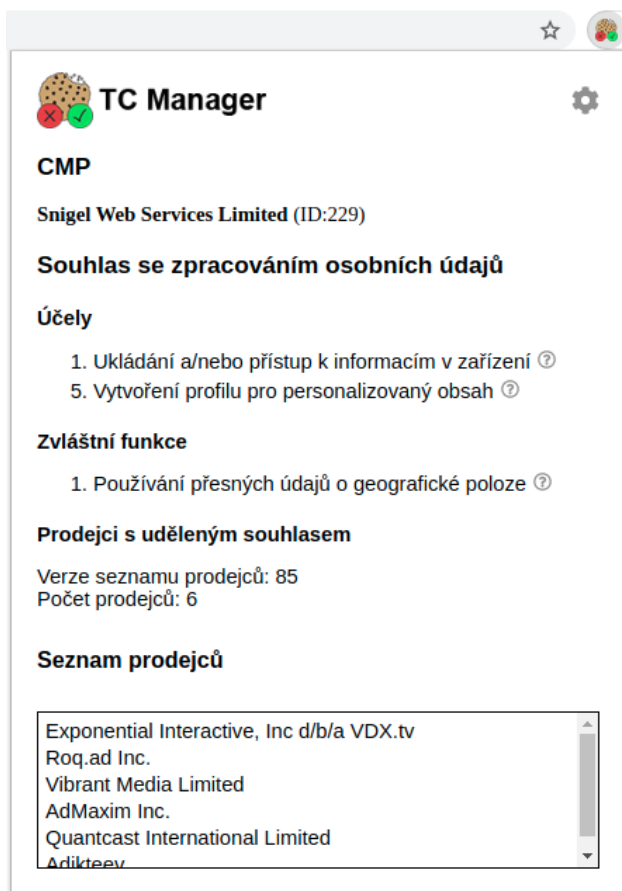 TC Manager
CMP
Snigel Web Services Limited (ID:229)
Souhlas se zpracováním osobních údajů
Účely
1. Ukládání a/nebo přístup k informacím v zařízení ?
5. Vytvoření profilu pro personalizovaný obsah ?
Zvláštní funkce
1. Používání přesných údajů o geografické poloze ?
Prodejci s uděleným souhlasem
Verze seznamu prodejců: 85
Počet prodejců: 6
Seznam prodejců
Exponential Interactive, Inc d/b/a VDX.tv
Roq.ad Inc.
Vibrant Media Limited
AdMaxim Inc.
Quantcast International Limited
Adikteev